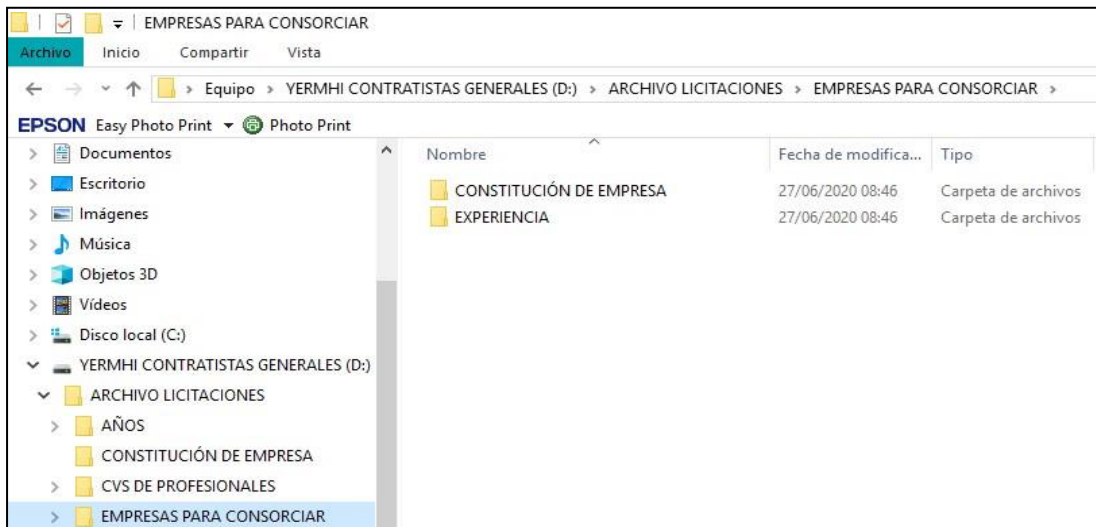 EMPRESAS PARA CONSORCIAR
Archivo Inicio Compartir Vista
Equipo > YERMHI CONTRATISTAS GENERALES (D:) > ARCHIVO LICITACIONES > EMPRESAS PARA CONSORCIAR >
EPSON Easy Photo Print Photo Print
Nombre Fecha de modifica... Tipo
Documentos
Escritorio
Imágenes
Música
Objetos 3D
Vídeos
Disco local (C:)
YERMHI CONTRATISTAS GENERALES (D:)
ARCHIVO LICITACIONES
AÑOS
CONSTITUCIÓN DE EMPRESA
CVS DE PROFESIONALES
EMPRESAS PARA CONSORCIAR
CONSTITUCIÓN DE EMPRESA 27/06/2020 08:46 Carpeta de archivos
EXPERIENCIA 27/06/2020 08:46 Carpeta de archivos